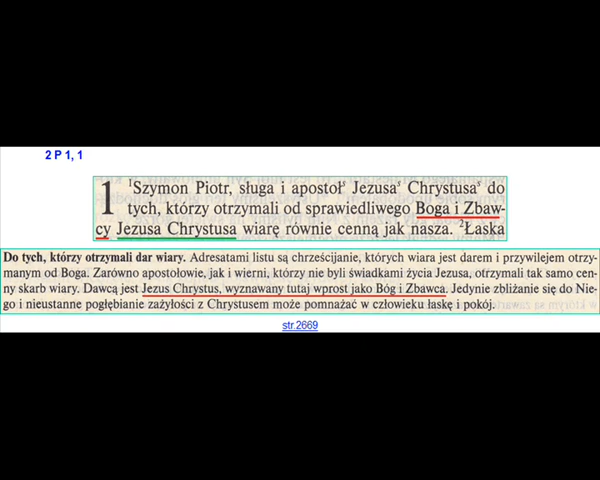 2 P 1, 1
1 ¹Szymon Piotr, sługa i apostołˢ Jezusaˢ Chrystusaˢ do
tych, którzy otrzymali od sprawiedliwego Boga i Zbaw-
cy Jezusa Chrystusa wiarę równie cenną jak nasza. ²Łaska
Do tych, którzy otrzymali dar wiary. Adresatami listu są chrześcijanie, których wiara jest darem i przywilejem otrzy-
manym od Boga. Zarówno apostołowie, jak i wierni, którzy nie byli świadkami życia Jezusa, otrzymali tak samo cen-
ny skarb wiary. Dawcą jest Jezus Chrystus, wyznawany tutaj wprost jako Bóg i Zbawca. Jedynie zbliżanie się do Nie-
go i nieustanne pogłębianie zażyłości z Chrystusem może pomnażać w człowieku łaskę i pokój.
str.2669